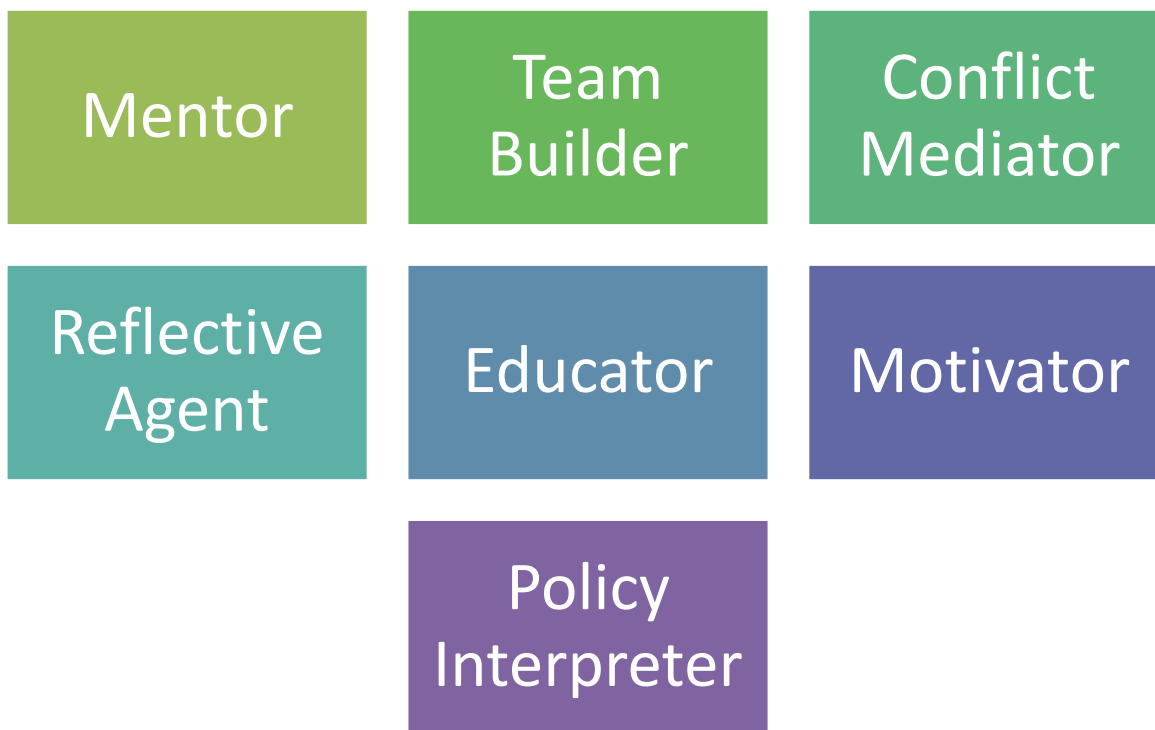 Mentor
Team
Builder
Conflict
Mediator
Reflective
Agent
Educator
Motivator
Policy
Interpreter